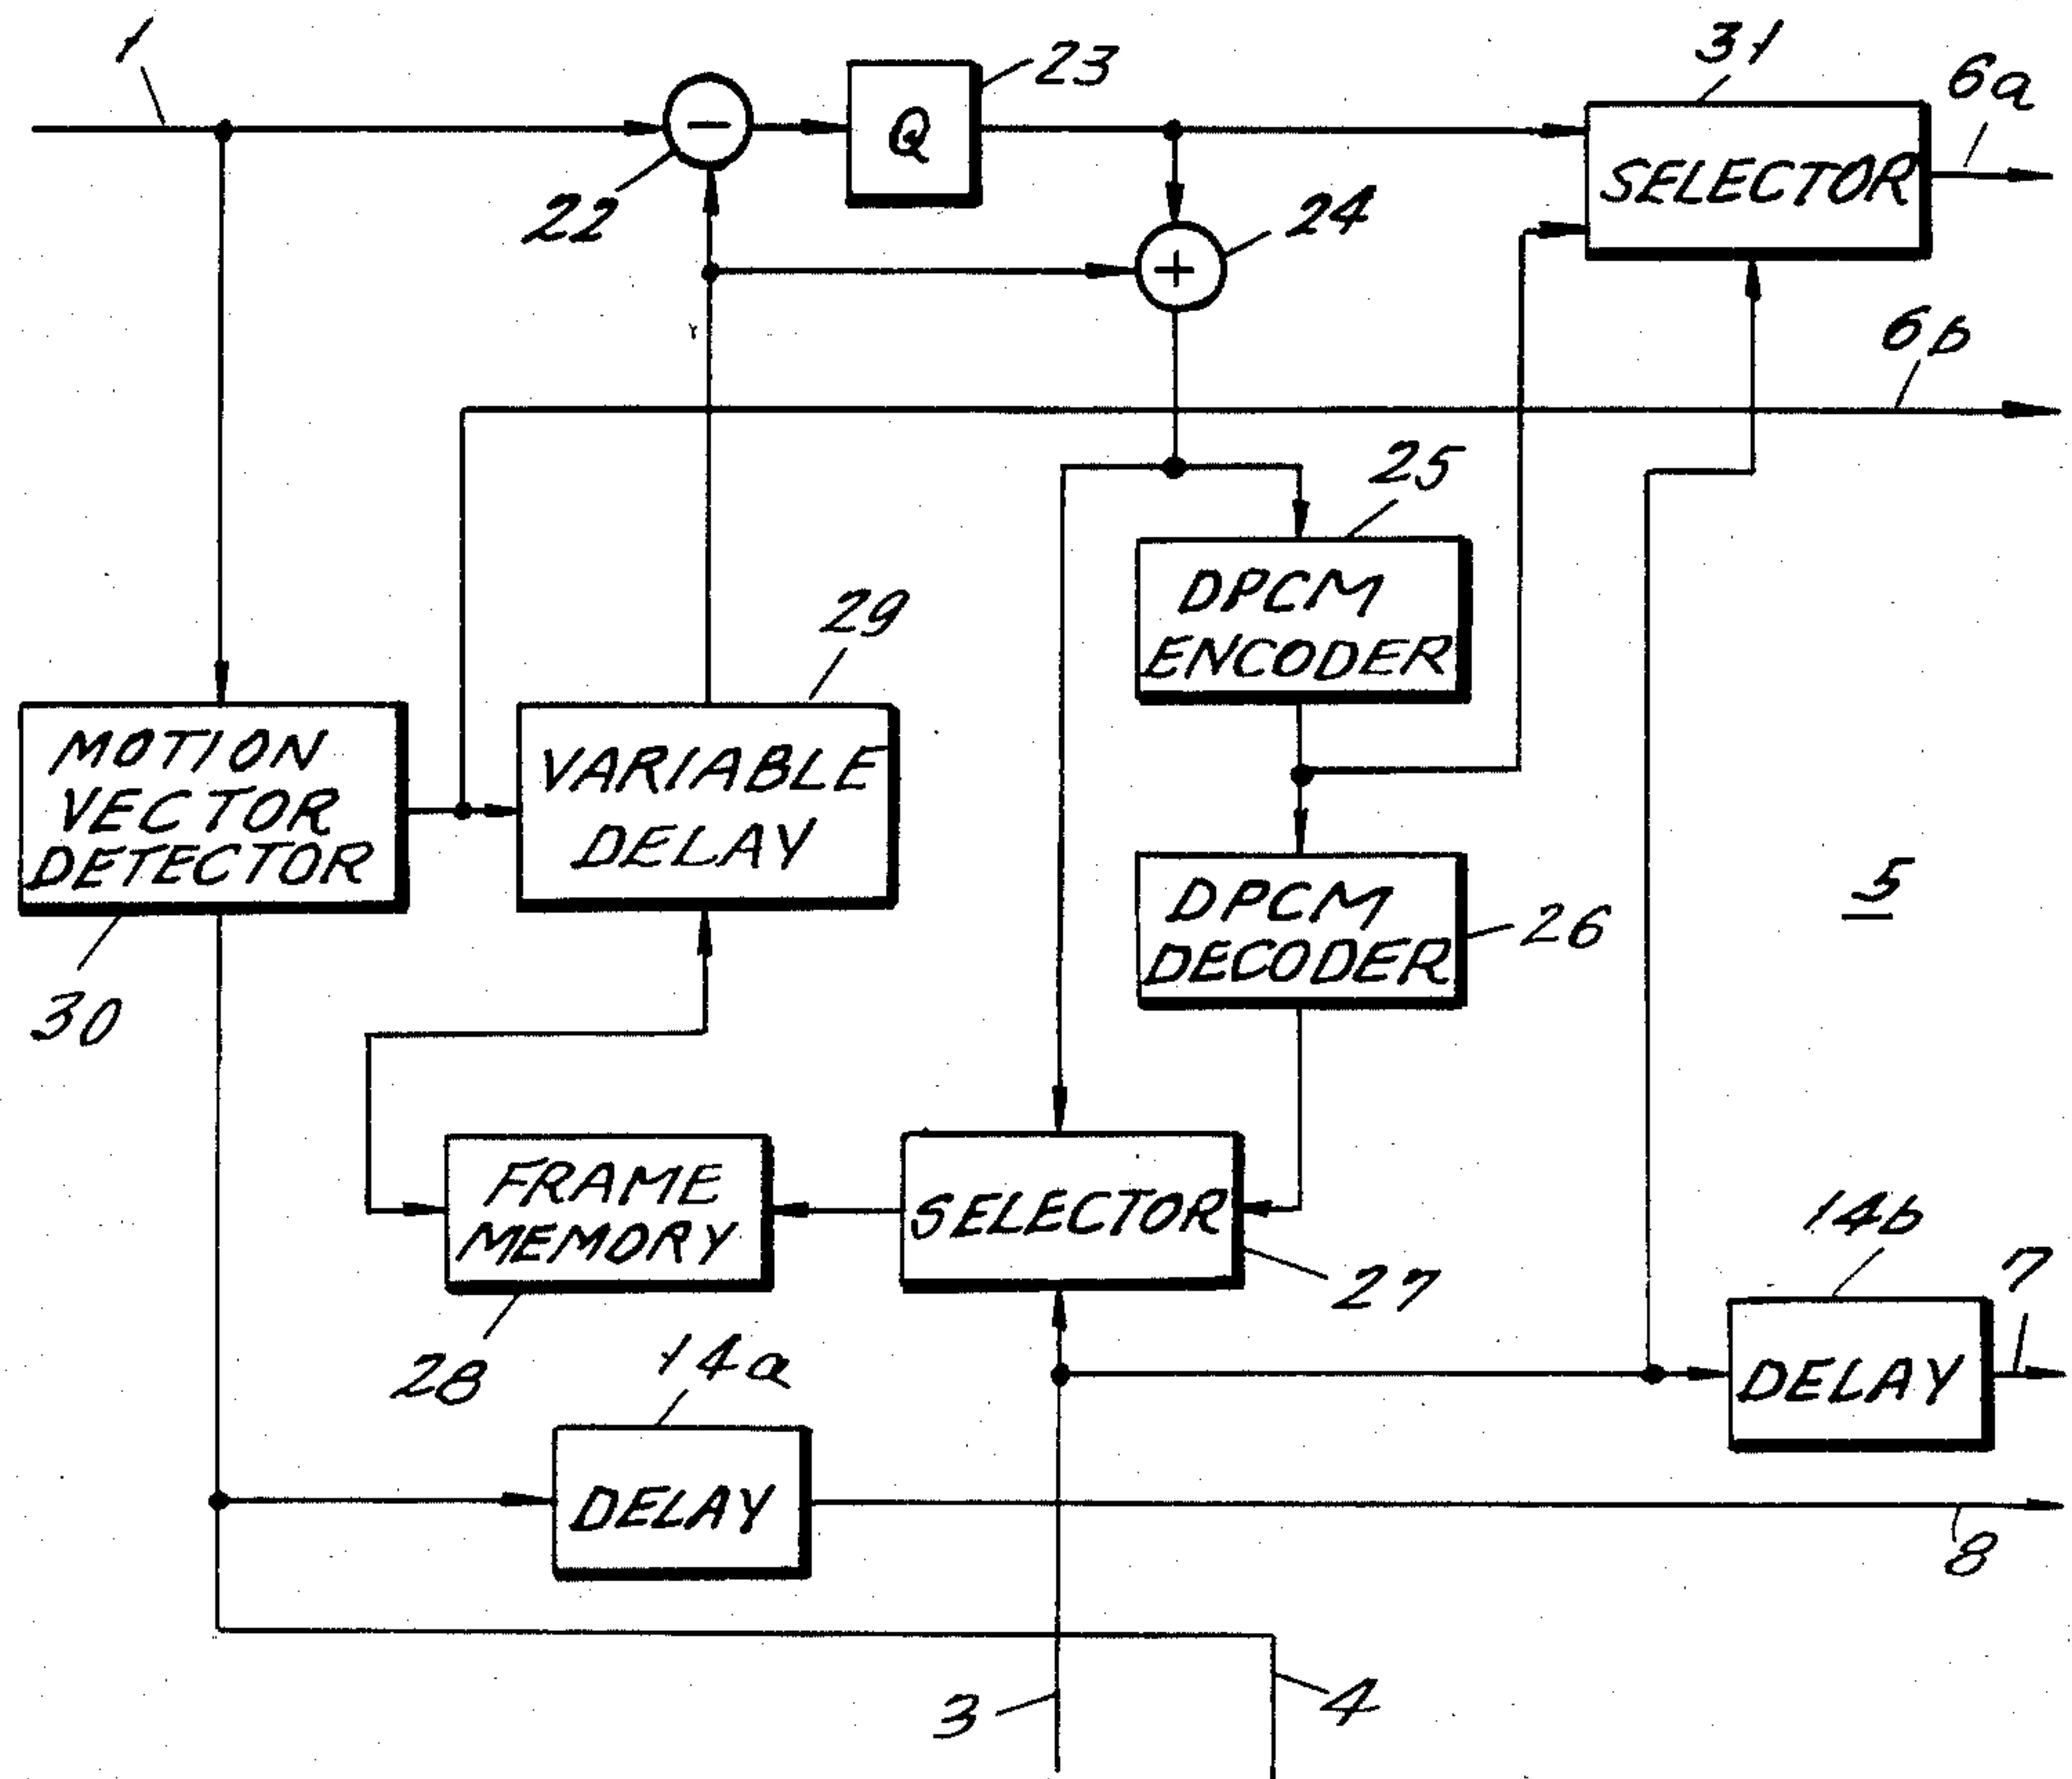 1
23
31
6a
−
Q
SELECTOR
22
24
+
6b
25
DPCM
ENCODER
29
MOTION
VECTOR
DETECTOR
VARIABLE
DELAY
5
DPCM
DECODER
26
30
FRAME
MEMORY
SELECTOR
14b
27
7
28
14a
DELAY
DELAY
8
3
4